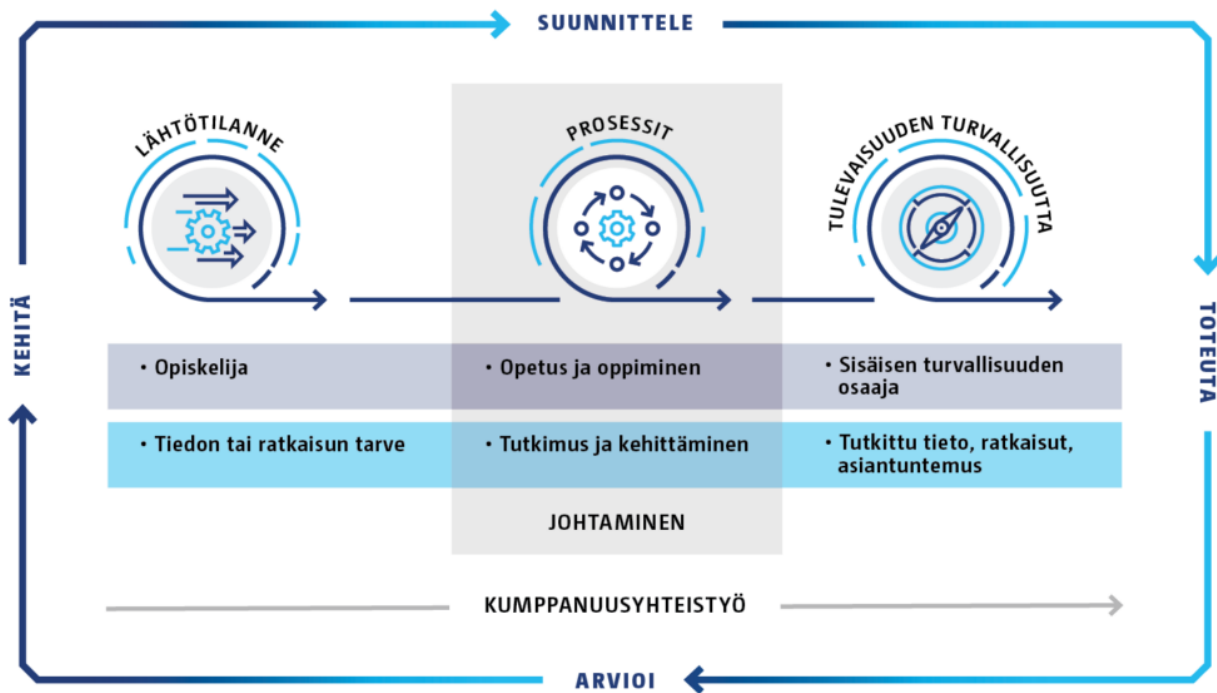 SUUNNITTELE
LÄHTÖTILANNE
PROSESSIT
TULEVAISUUDEN TURVALLISUUTTA
KEHITÄ
TOTEUTA
• Opiskelija
• Opetus ja oppiminen
• Sisäisen turvallisuuden
osaaja
• Tiedon tai ratkaisun tarve
• Tutkimus ja kehittäminen
• Tutkittu tieto, ratkaisut,
asiantuntemus
JOHTAMINEN
KUMPPANUUSYHTEISTYÖ
ARVIOI